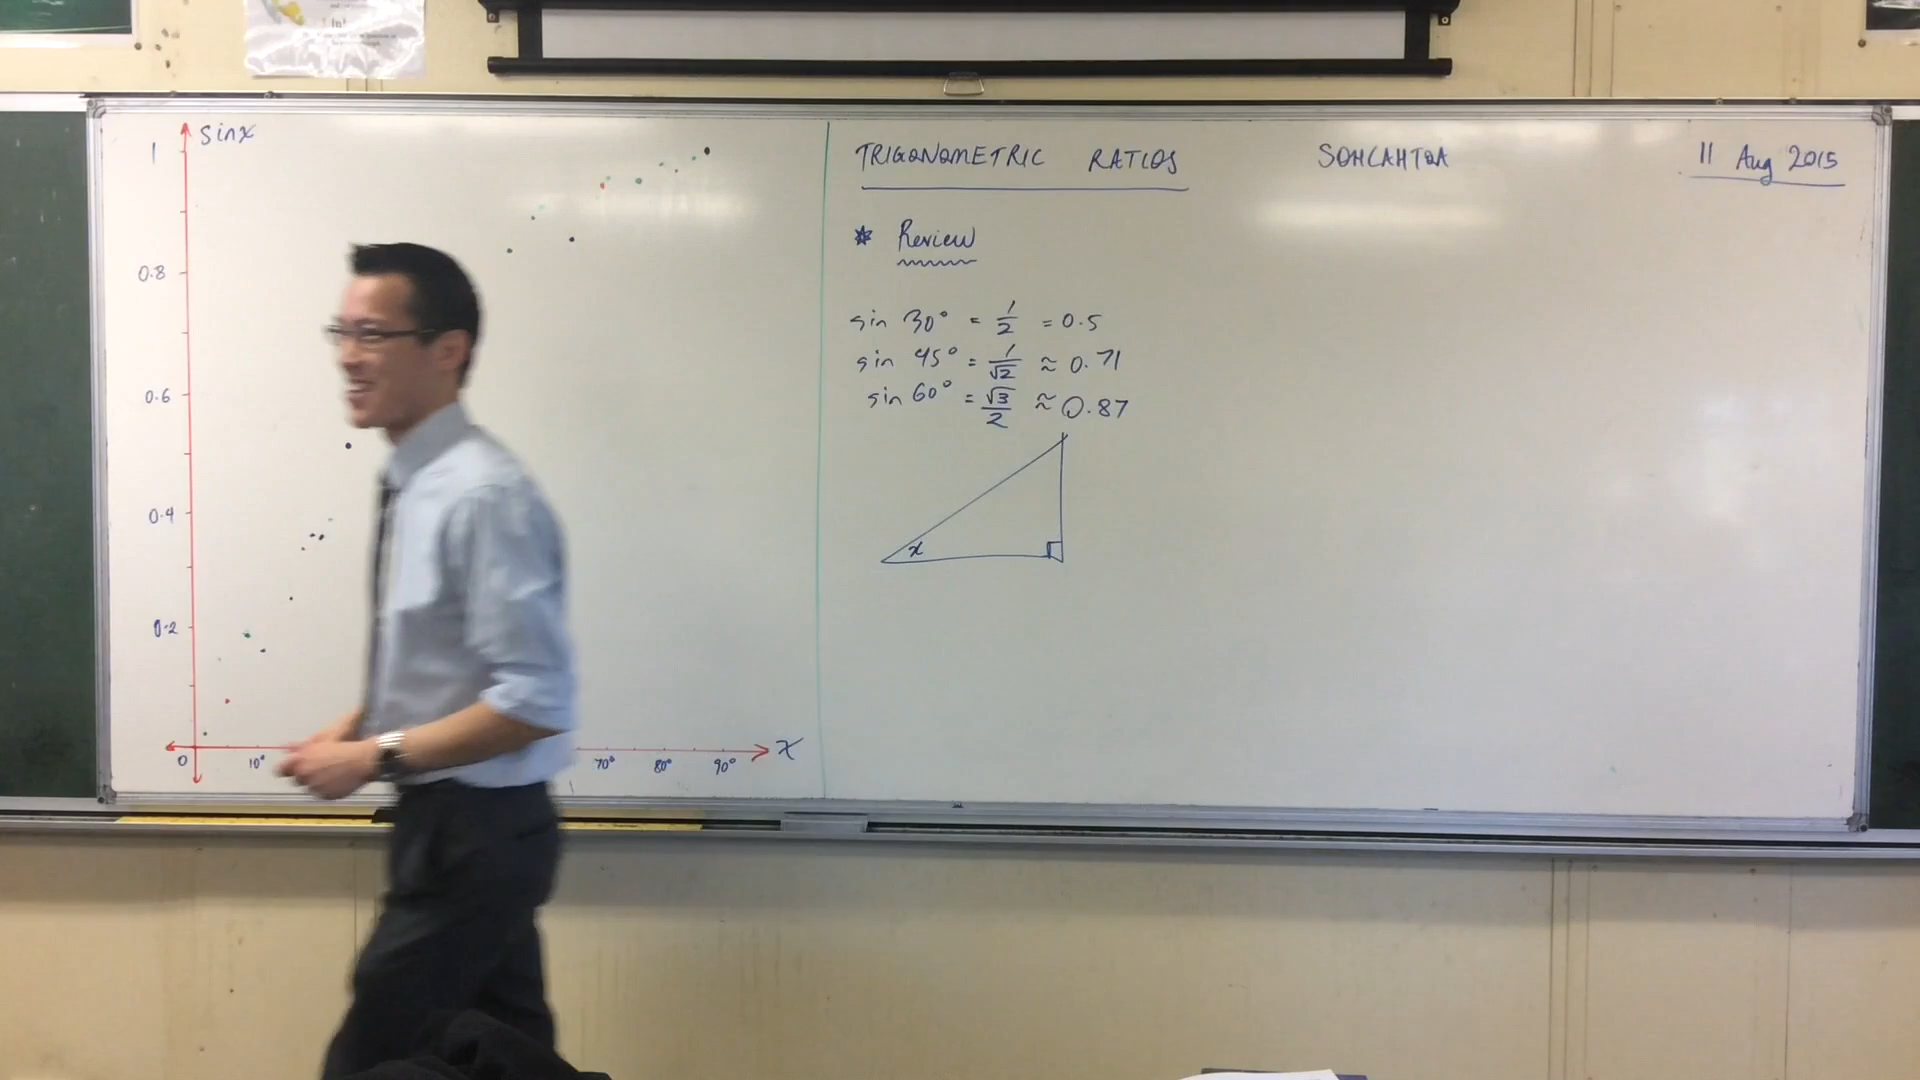 sinx
1
0.8
0.6
0.4
0.2
0 10° 70° 80° 90° x
TRIGONOMETRIC RATIOS SOHCAHTOA 11 Aug 2015
* Review
sin 30° = 1/2 = 0.5
sin 45° = 1/√2 ≈ 0.71
sin 60° = √3/2 ≈ 0.87
x